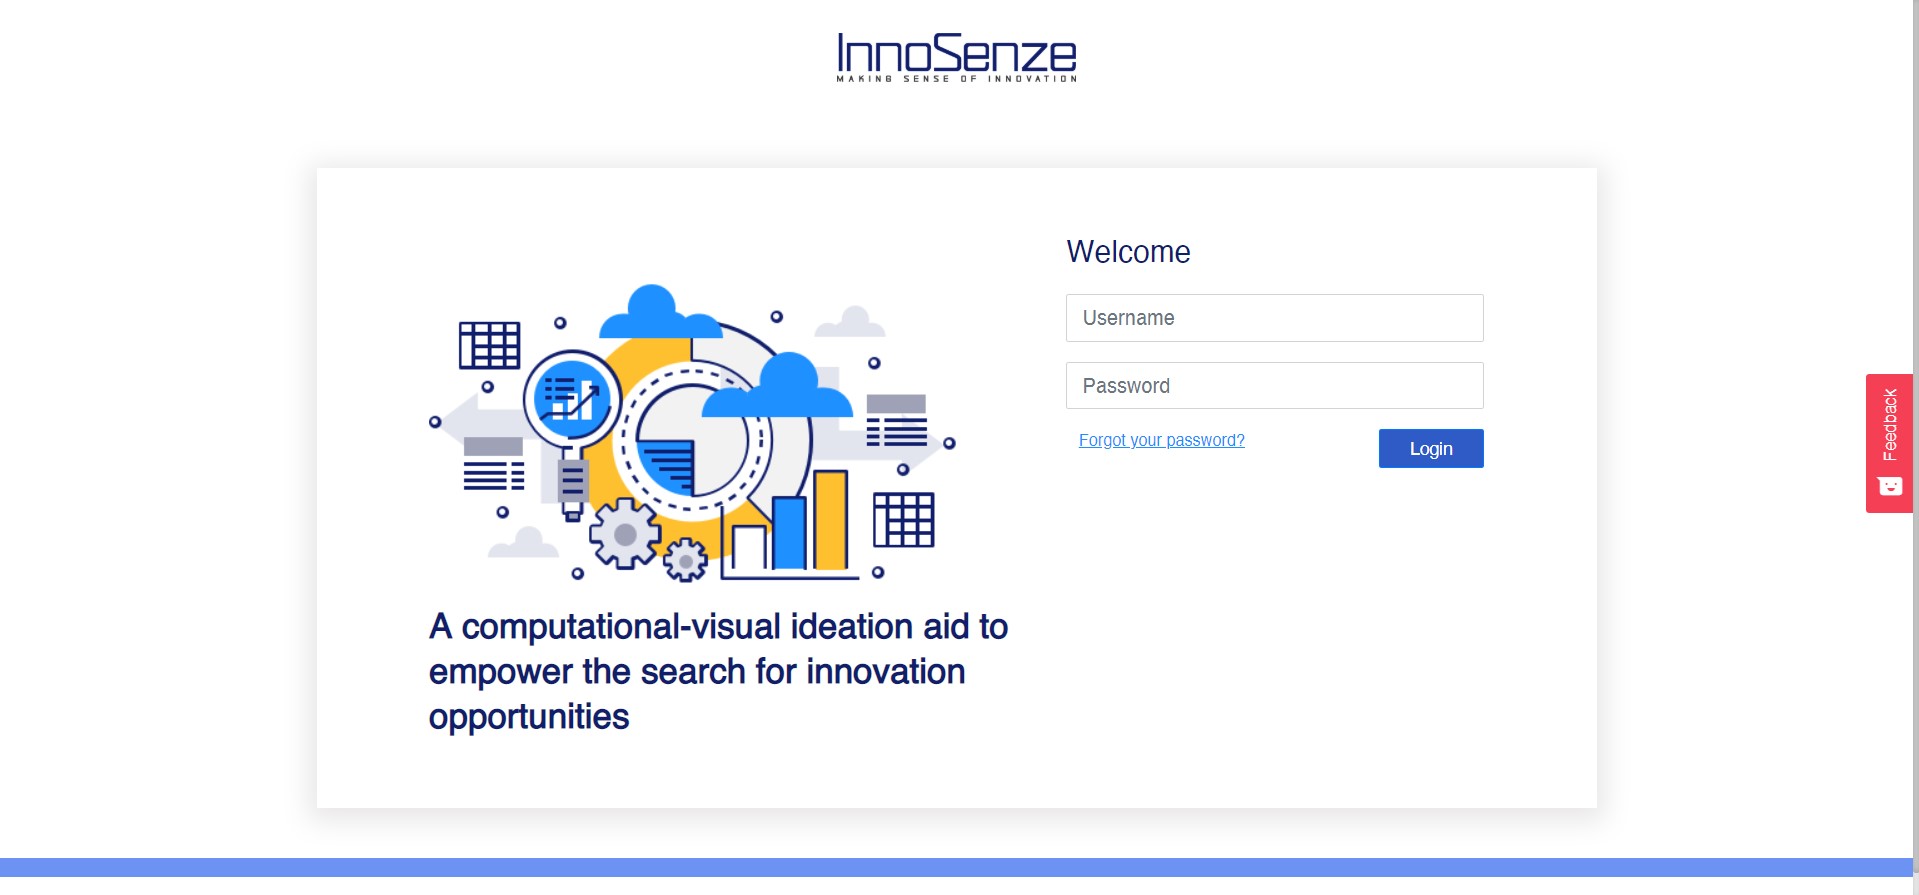 InnoSenze
MAKING SENSE OF INNOVATION
Welcome
Username
Password
Forgot your password?
Login
A computational-visual ideation aid to
empower the search for innovation
opportunities
Feedback